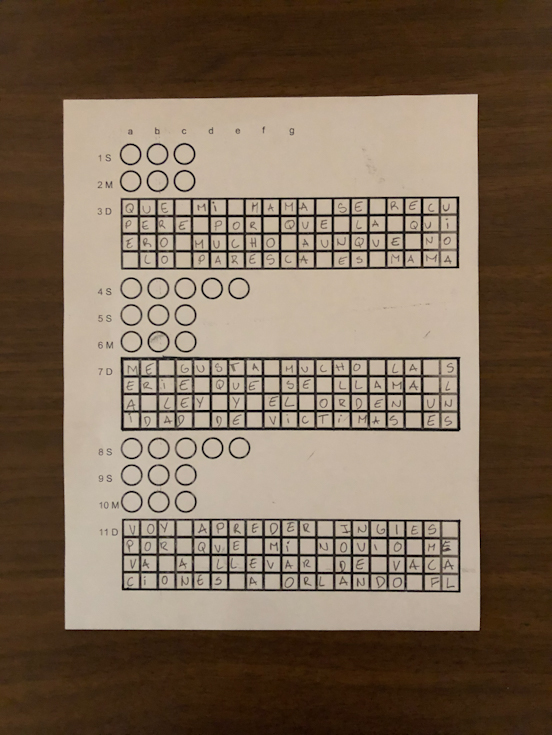 a b c d e f g
1 S
2 M
3 D
QUE MI MAMA SE RECU
PERE POR QUE LA QUI
ERO MUCHO AUNQUE NO
LO PARESCA ES MAMA
4 S
5 S
6 M
7 D
ME GUSTA MUCHO LA S
ERIE QUE SE LLAMA L
A LEY Y EL ORDEN UN
IDAD DE VICTIMAS ES
8 S
9 S
10 M
11 D
VOY APREDER INGLES
POR QUE MI NOVIO ME
VA A LLEVAR DE VACA
CIONES A ORLANDO FL